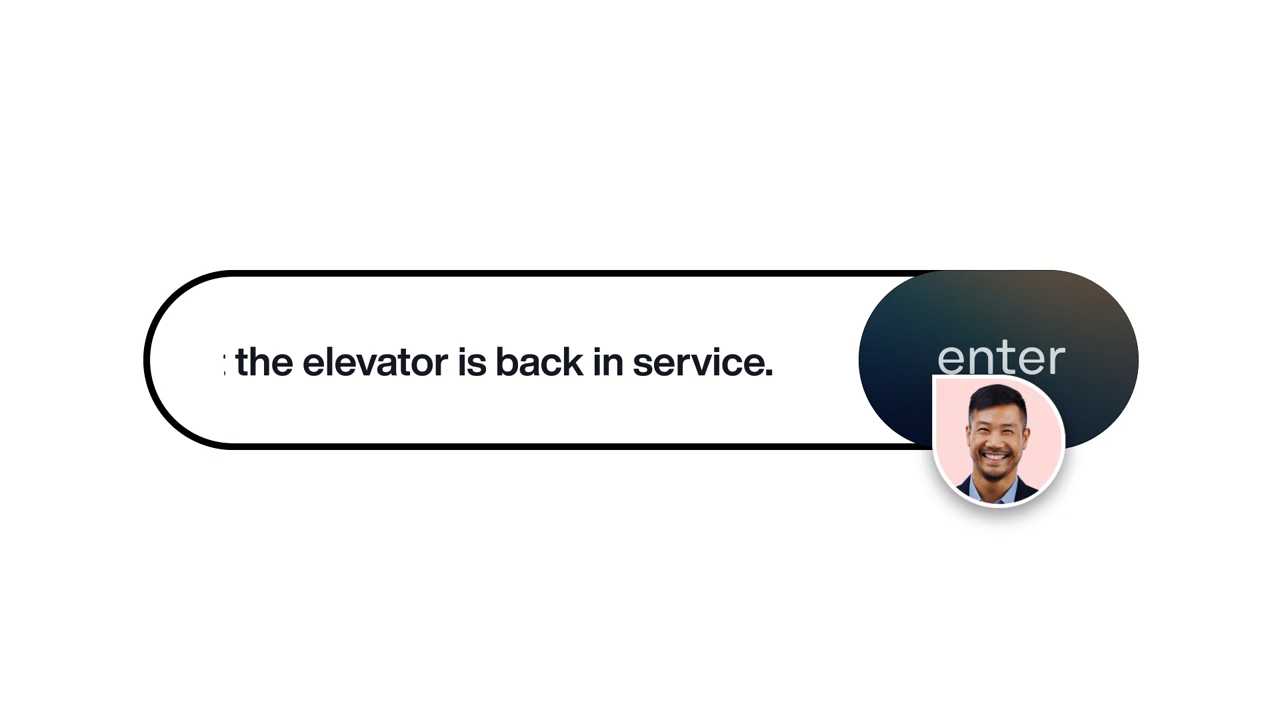 the elevator is back in service.
enter